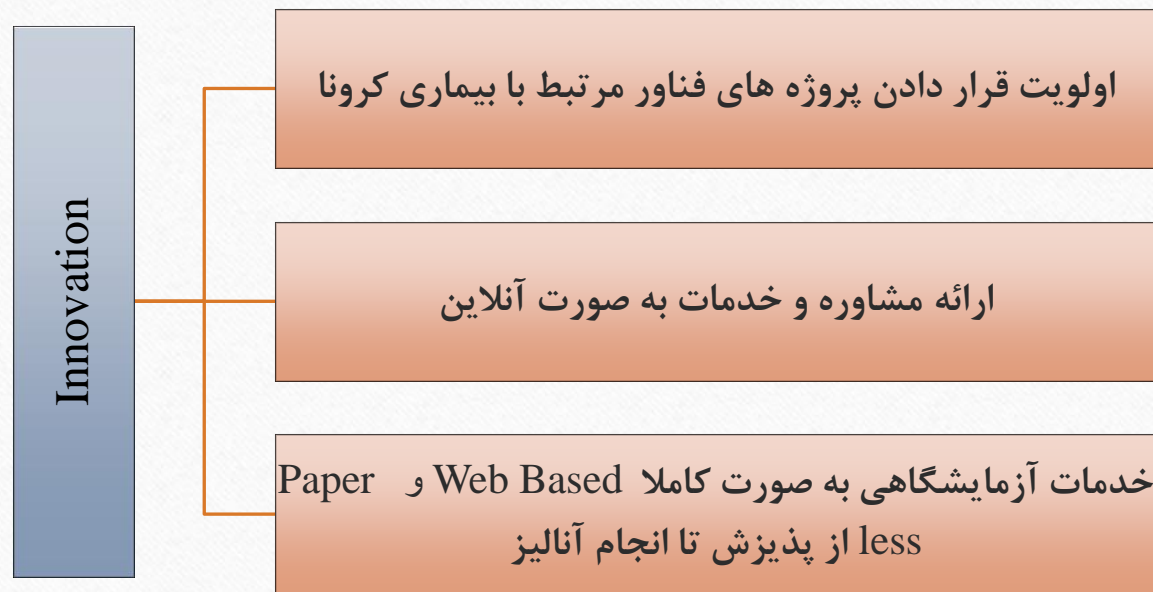 Innovation
اولویت قرار دادن پروژه های فناور مرتبط با بیماری کرونا
ارائه مشاوره و خدمات به صورت آنلاین
خدمات آزمایشگاهی به صورت کاملا Web Based و Paper
less از پذیزش تا انجام آنالیز